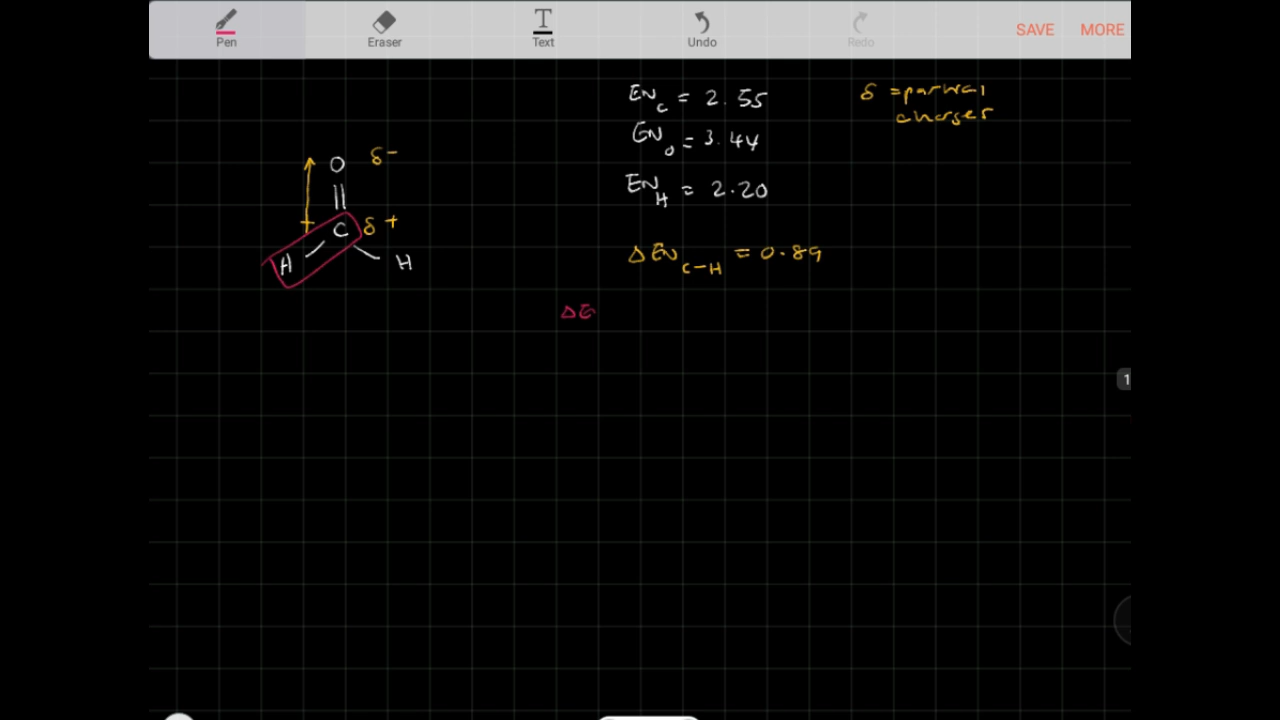 Pen Eraser Text Undo Redo SAVE MORE
EN_C = 2.55
δ = partial
charges
EN_O = 3.44
EN_H = 2.20
O δ-
C δ+
H H
ΔEN_C-H = 0.89
ΔE
1